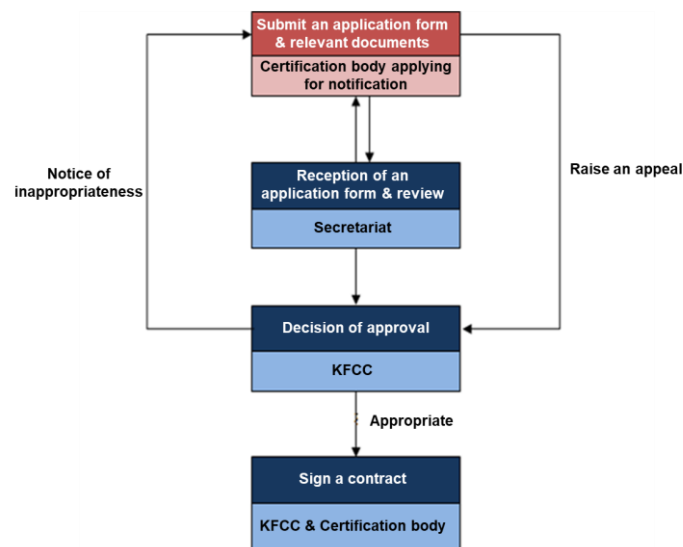 Submit an application form
& relevant documents
Certification body applying
for notification
Notice of
inappropriateness
Raise an appeal
Reception of an
application form & review
Secretariat
Decision of approval
KFCC
Appropriate
Sign a contract
KFCC & Certification body